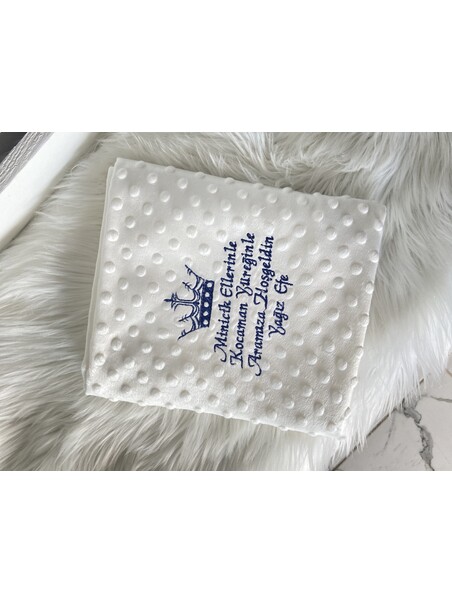 Minicik Ellerinle
Kocaman Yüreğinle
Aramıza Hoşgeldin
Yağız Efe